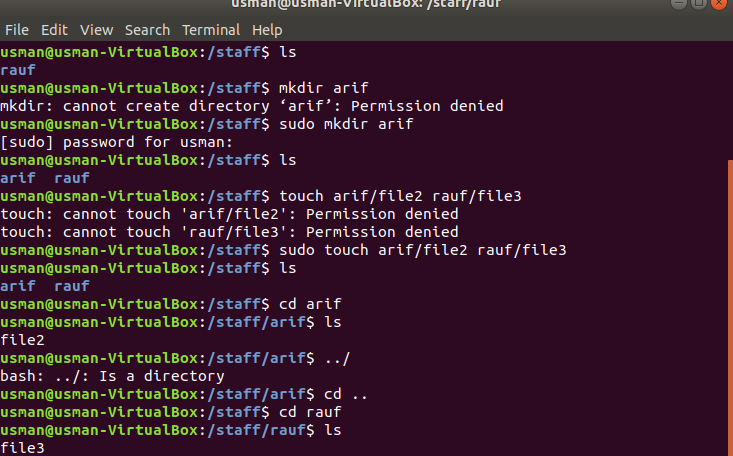 usman@usman-VirtualBox: /staff/rauf
File Edit View Search Terminal Help
usman@usman-VirtualBox:/staff$ ls
rauf
usman@usman-VirtualBox:/staff$ mkdir arif
mkdir: cannot create directory ‘arif’: Permission denied
usman@usman-VirtualBox:/staff$ sudo mkdir arif
[sudo] password for usman:
usman@usman-VirtualBox:/staff$ ls
arif  rauf
usman@usman-VirtualBox:/staff$ touch arif/file2 rauf/file3
touch: cannot touch 'arif/file2': Permission denied
touch: cannot touch 'rauf/file3': Permission denied
usman@usman-VirtualBox:/staff$ sudo touch arif/file2 rauf/file3
usman@usman-VirtualBox:/staff$ ls
arif  rauf
usman@usman-VirtualBox:/staff$ cd arif
usman@usman-VirtualBox:/staff/arif$ ls
file2
usman@usman-VirtualBox:/staff/arif$ ../
bash: ../: Is a directory
usman@usman-VirtualBox:/staff/arif$ cd ..
usman@usman-VirtualBox:/staff$ cd rauf
usman@usman-VirtualBox:/staff/rauf$ ls
file3